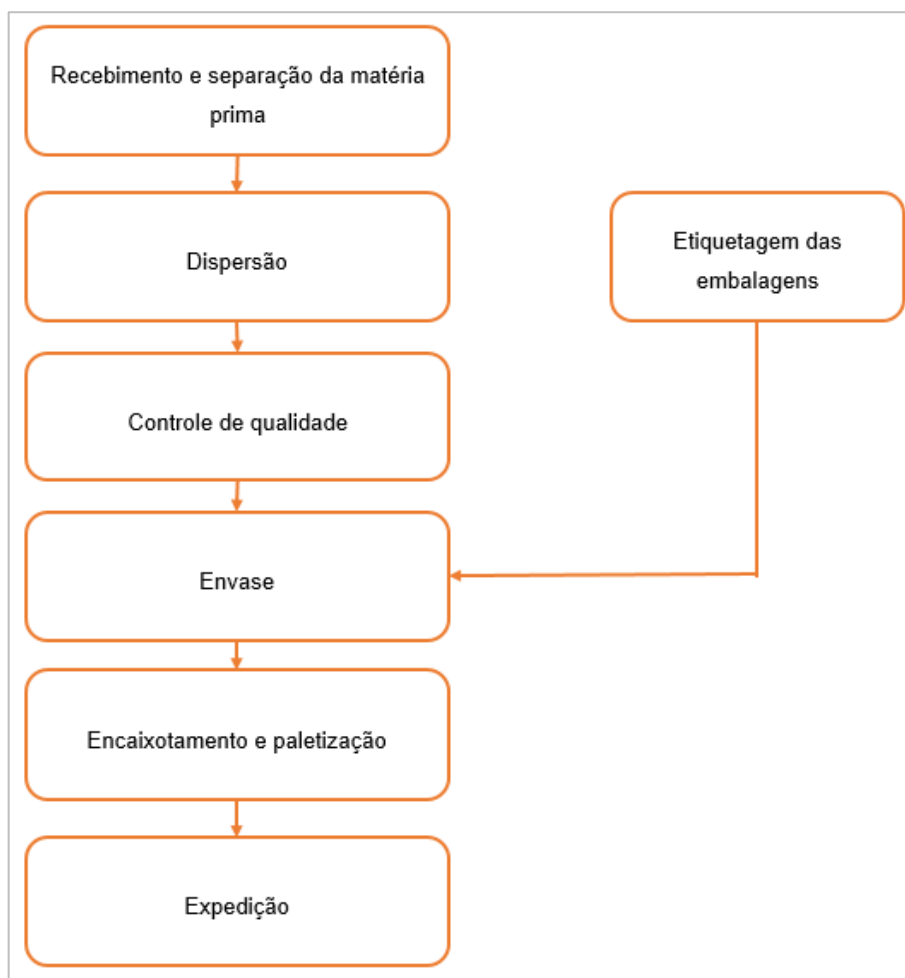 Recebimento e separação da matéria
prima
Dispersão
Etiquetagem das
embalagens
Controle de qualidade
Envase
Encaixotamento e paletização
Expedição